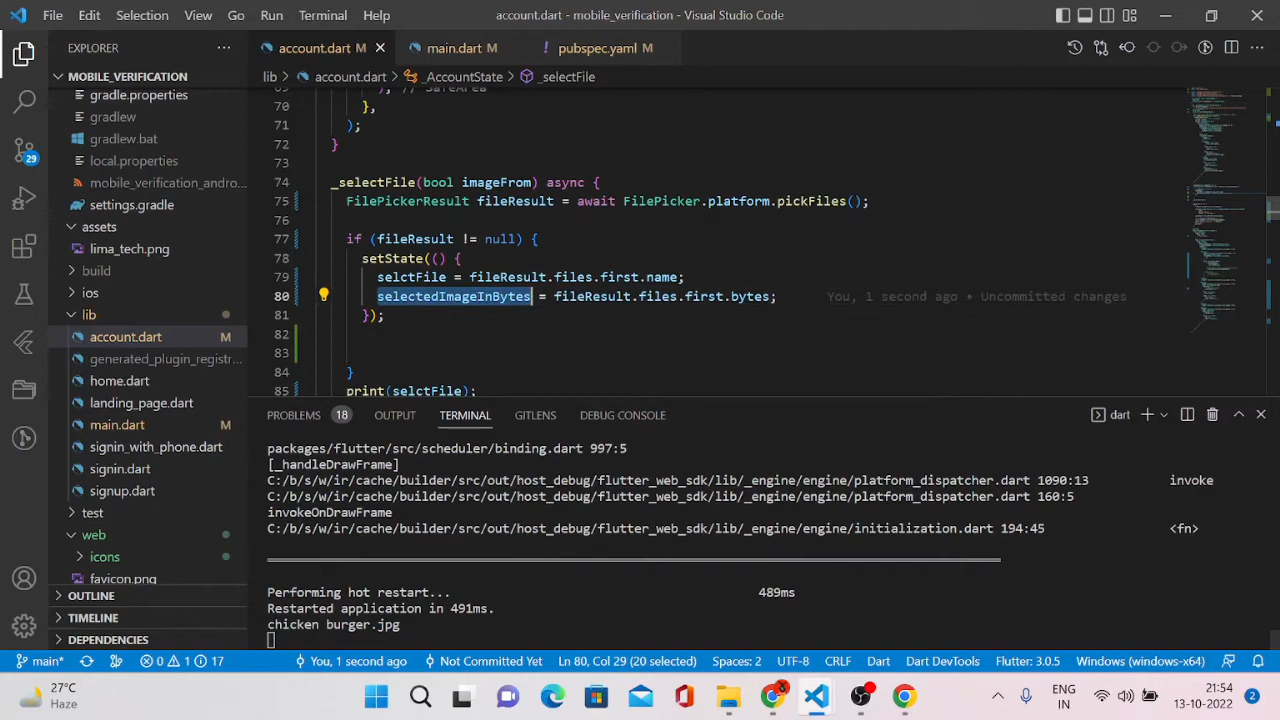 File Edit Selection View Go Run Terminal Help account.dart - mobile_verification - Visual Studio Code
EXPLORER
MOBILE_VERIFICATION
gradle.properties
gradlew
gradlew.bat
local.properties
mobile_verification_andro...
settings.gradle
assets
lima_tech.png
build
ios
lib
account.dart M
generated_plugin_registr...
home.dart
landing_page.dart
main.dart M
signin_with_phone.dart
signin.dart
signup.dart
test
web
icons
favicon.png
OUTLINE
TIMELINE
DEPENDENCIES
29
account.dart M main.dart M ! pubspec.yaml M
lib > account.dart > _AccountState > _selectFile
69 ); // SafeArea
70 },
71 );
72 }
73
74 _selectFile(bool imageFrom) async {
75 FilePickerResult fileResult = await FilePicker.platform.pickFiles();
76
77 if (fileResult != null) {
78 setState(() {
79 selctFile = fileResult.files.first.name;
80 selectedImageInBytes = fileResult.files.first.bytes; You, 1 second ago • Uncommitted changes
81 });
82
83
84 }
85 print(selctFile);
PROBLEMS 18 OUTPUT TERMINAL GITLENS DEBUG CONSOLE dart
packages/flutter/src/scheduler/binding.dart 997:5
[_handleDrawFrame]
C:/b/s/w/ir/cache/builder/src/out/host_debug/flutter_web_sdk/lib/_engine/engine/platform_dispatcher.dart 1090:13 invoke
C:/b/s/w/ir/cache/builder/src/out/host_debug/flutter_web_sdk/lib/_engine/engine/platform_dispatcher.dart 160:5
invokeOnDrawFrame
C:/b/s/w/ir/cache/builder/src/out/host_debug/flutter_web_sdk/lib/_engine/engine/initialization.dart 194:45 <fn>
Performing hot restart... 489ms
Restarted application in 491ms.
chicken burger.jpg
main* 0 1 17 You, 1 second ago Not Committed Yet Ln 80, Col 29 (20 selected) Spaces: 2 UTF-8 CRLF Dart Dart DevTools Flutter: 3.0.5 Windows (windows-x64)
27°C
Haze
ENG
IN
21:54
13-10-2022
2